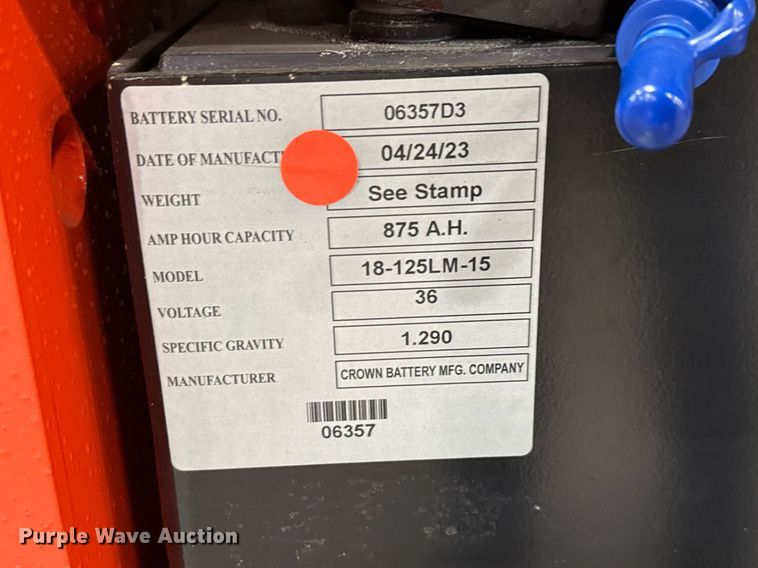 BATTERY SERIAL NO. 06357D3
DATE OF 04/24/23
WEIGHT See Stamp
AMP HOUR CAPACITY 875 A.H.
MODEL 18-125LM-15
VOLTAGE 36
SPECIFIC GRAVITY 1.290
MANUFACTURER CROWN BATTERY MFG. COMPANY
06357
Purple Wave Auction